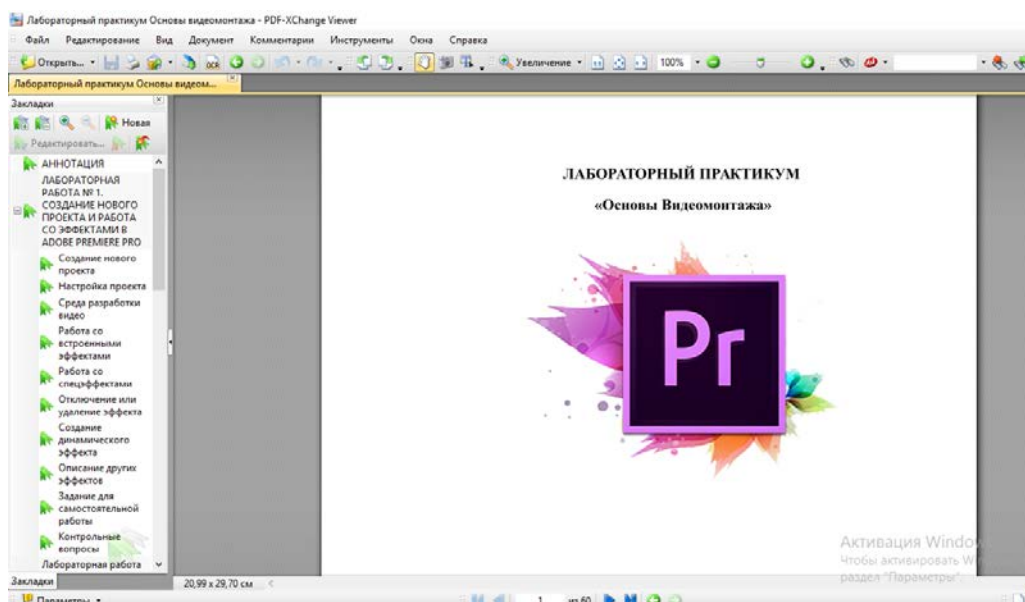 Лабораторный практикум Основы видеомонтажа - PDF-XChange Viewer
Файл Редактирование Вид Документ Комментарии Инструменты Окна Справка
Открыть... OCR Увеличение 100%
Лабораторный практикум Основы видеом...
Закладки
Новая
Редактировать...
АННОТАЦИЯ
ЛАБОРАТОРНАЯ
РАБОТА № 1.
СОЗДАНИЕ НОВОГО
ПРОЕКТА И РАБОТА
СО ЭФФЕКТАМИ В
ADOBE PREMIERE PRO
Создание нового
проекта
Настройка проекта
Среда разработки
видео
Работа со
встроенными
эффектами
Работа со
спецэффектами
Отключение или
удаление эффекта
Создание
динамического
эффекта
Описание других
эффектов
Задание для
самостоятельной
работы
Контрольные
вопросы
Лабораторная работа
Закладки
ЛАБОРАТОРНЫЙ ПРАКТИКУМ
«Основы Видеомонтажа»
Pr
Активация Windo
Чтобы активировать W
раздел "Параметры".
20,99 x 29,70 см
Параметры
1 из 60